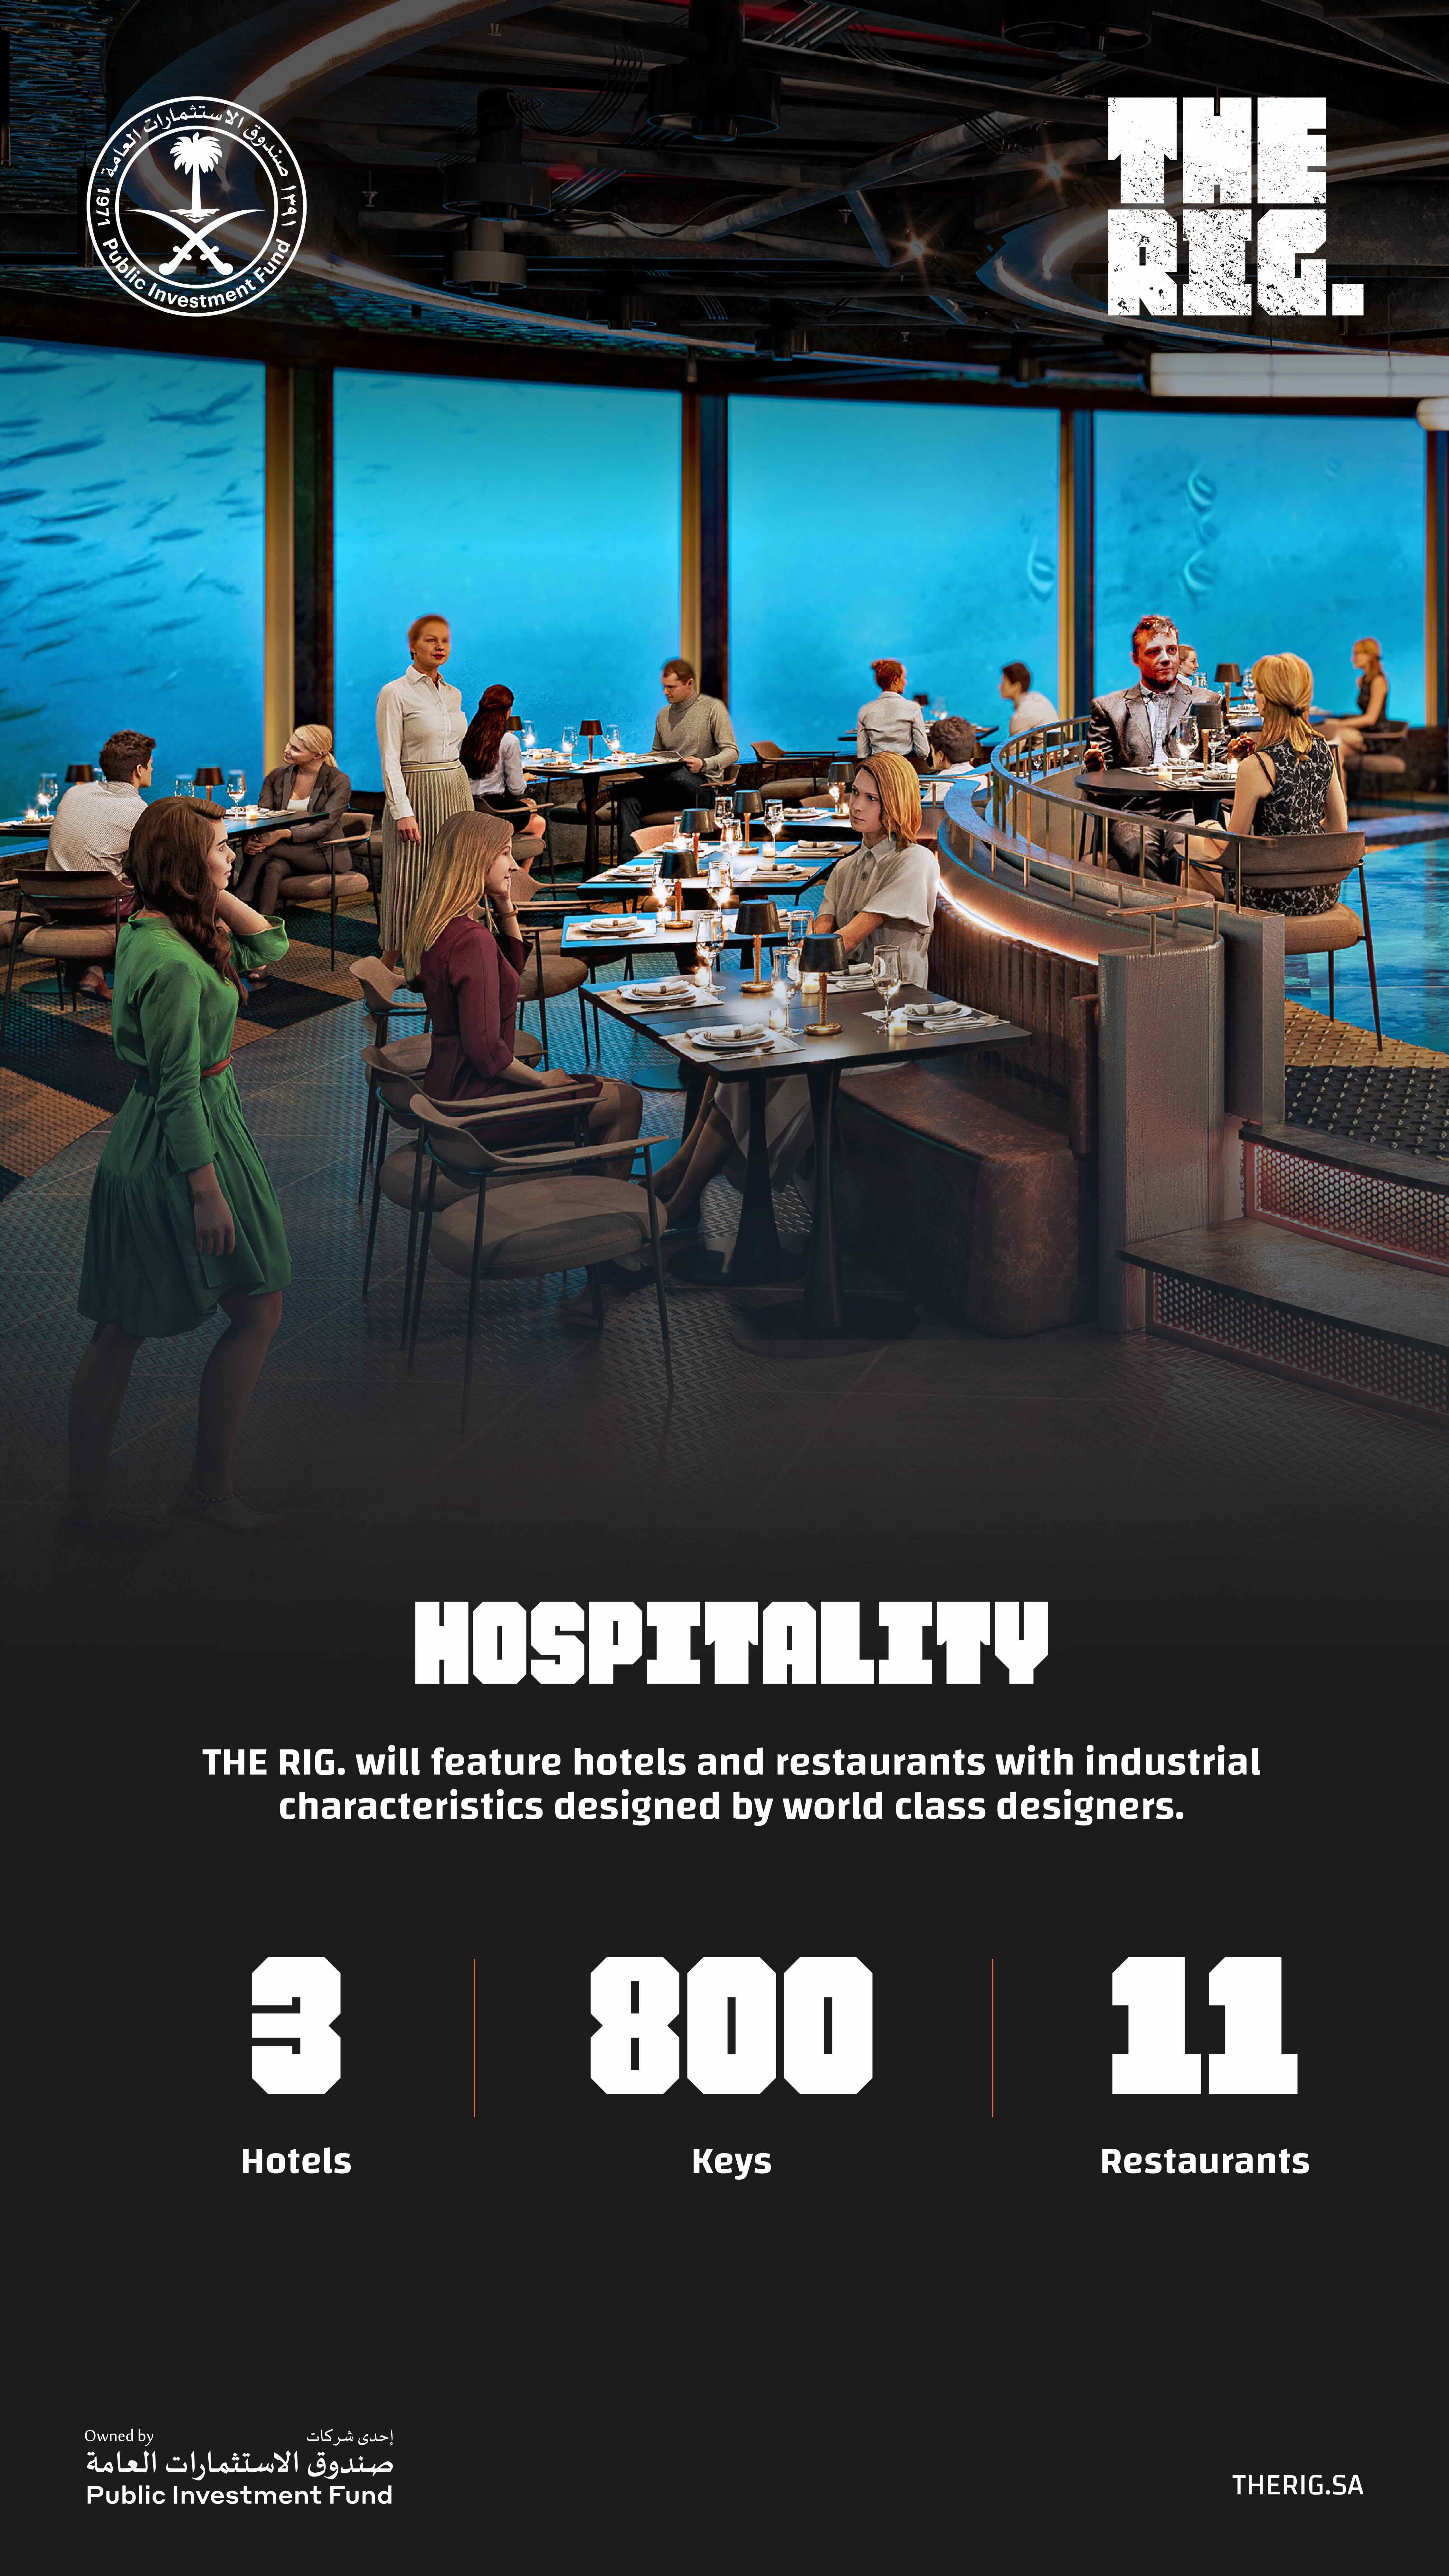 صندوق الاستثمارات العامة
1971
١٣٩١
Public Investment Fund
THE
RIG.
HOSPITALITY
THE RIG. will feature hotels and restaurants with industrial
characteristics designed by world class designers.
3
Hotels
800
Keys
11
Restaurants
Owned by
إحدى شركات
صندوق الاستثمارات العامة
Public Investment Fund
THERIG.SA